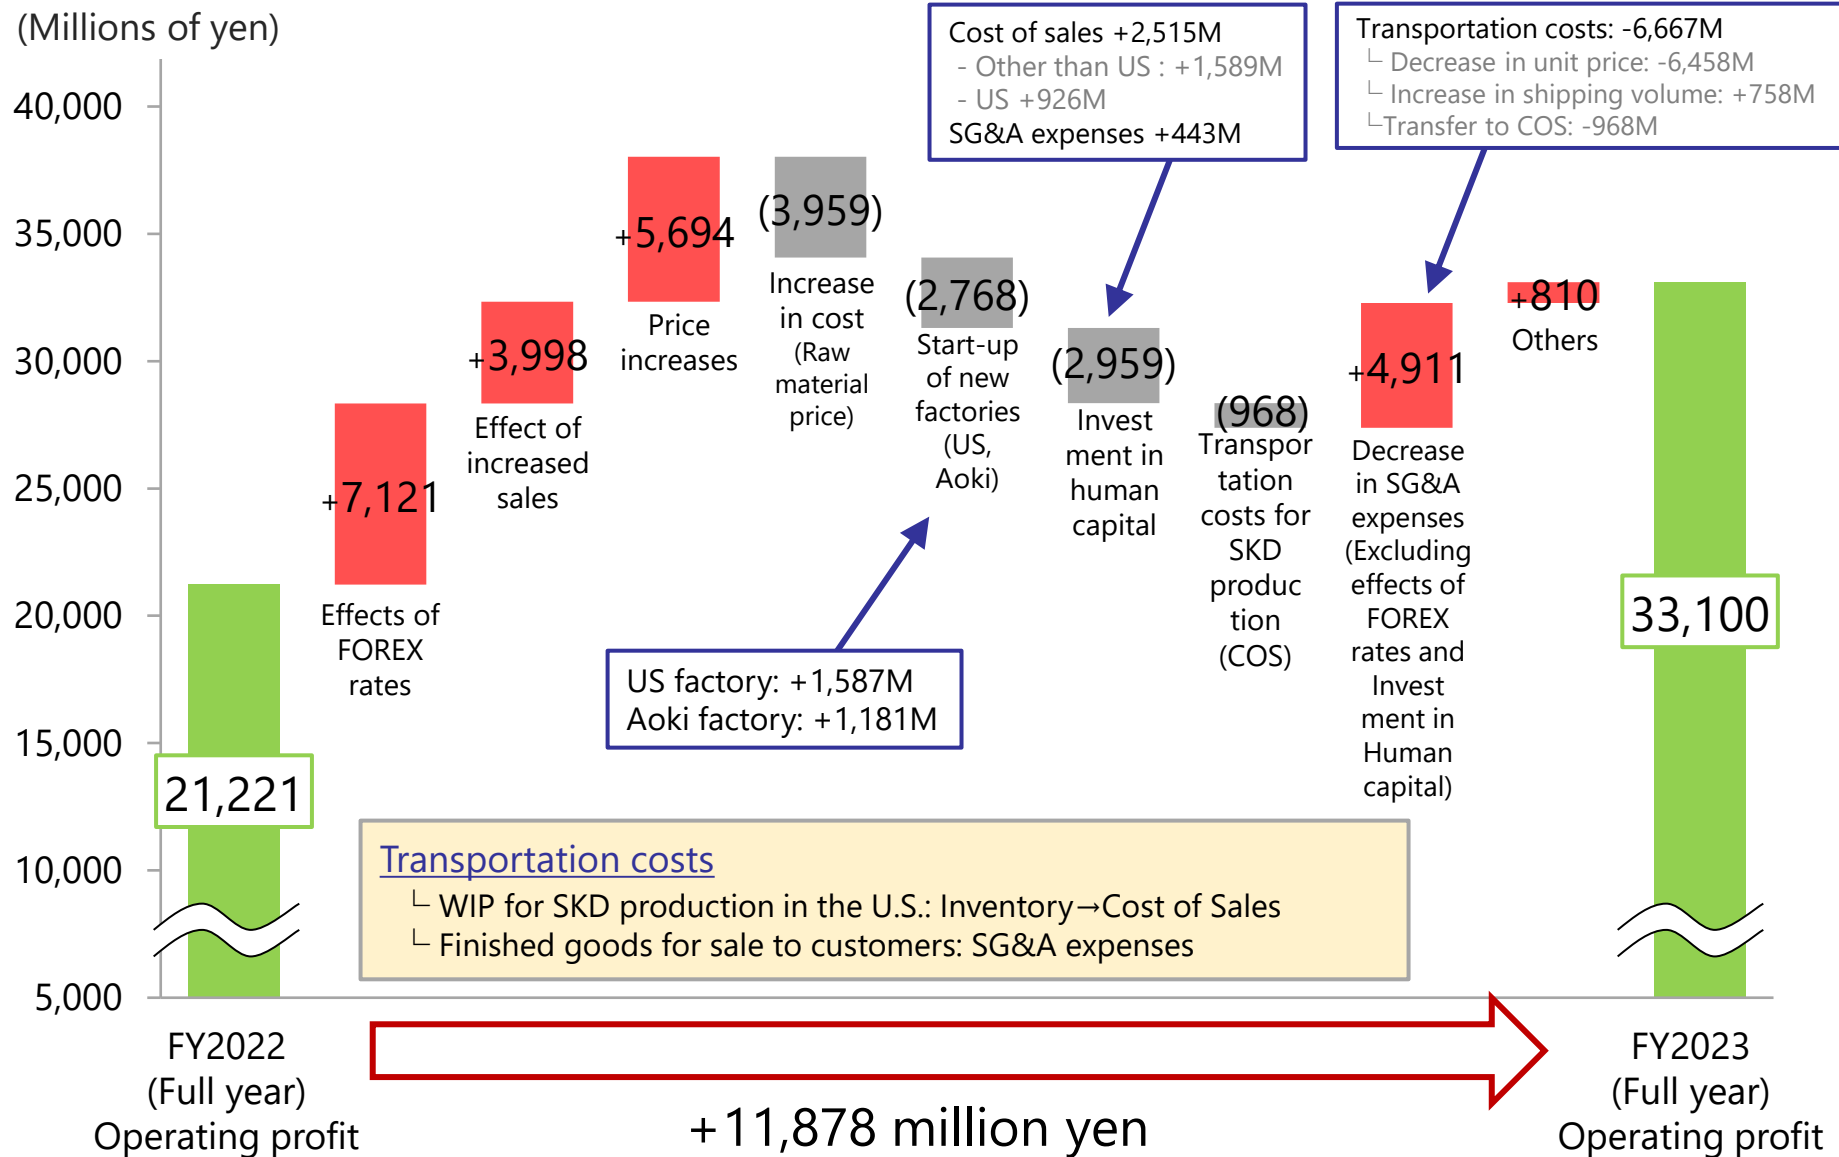 (Millions of yen)
40,000
35,000
30,000
25,000
20,000
15,000
10,000
5,000
Cost of sales +2,515M
- Other than US : +1,589M
- US +926M
SG&A expenses +443M
Transportation costs: -6,667M
└ Decrease in unit price: -6,458M
└ Increase in shipping volume: +758M
└Transfer to COS: -968M
21,221
+7,121
Effects of
FOREX
rates
+3,998
Effect of
increased
sales
+5,694
Price
increases
(3,959)
Increase
in cost
(Raw
material
price)
(2,768)
Start-up
of new
factories
(US,
Aoki)
(2,959)
Invest
ment in
human
capital
(968)
Transpor
tation
costs for
SKD
produc
tion
(COS)
+4,911
Decrease
in SG&A
expenses
(Excluding
effects of
FOREX
rates and
Invest
ment in
Human
capital)
+810
Others
33,100
US factory: +1,587M
Aoki factory: +1,181M
Transportation costs
└ WIP for SKD production in the U.S.: Inventory→Cost of Sales
└ Finished goods for sale to customers: SG&A expenses
FY2022
(Full year)
Operating profit
+11,878 million yen
FY2023
(Full year)
Operating profit